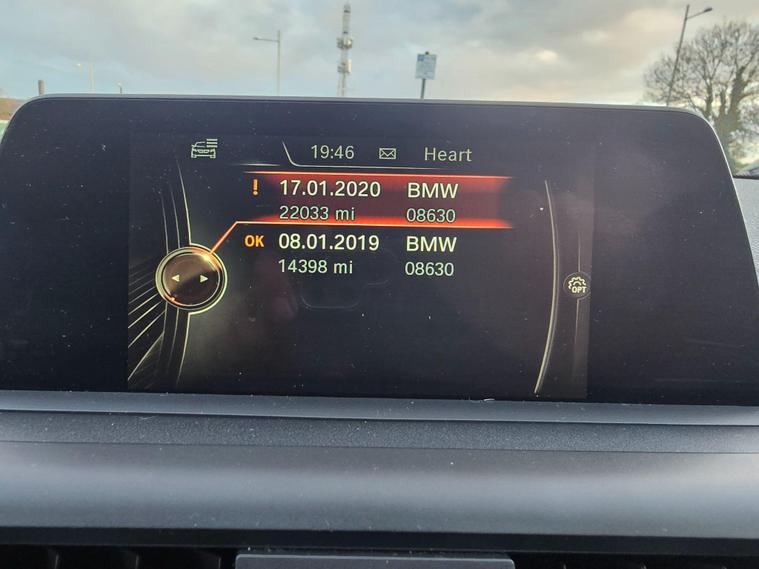 19:46 Heart
! 17.01.2020 BMW
22033 mi 08630
OK 08.01.2019 BMW
14398 mi 08630
OPT